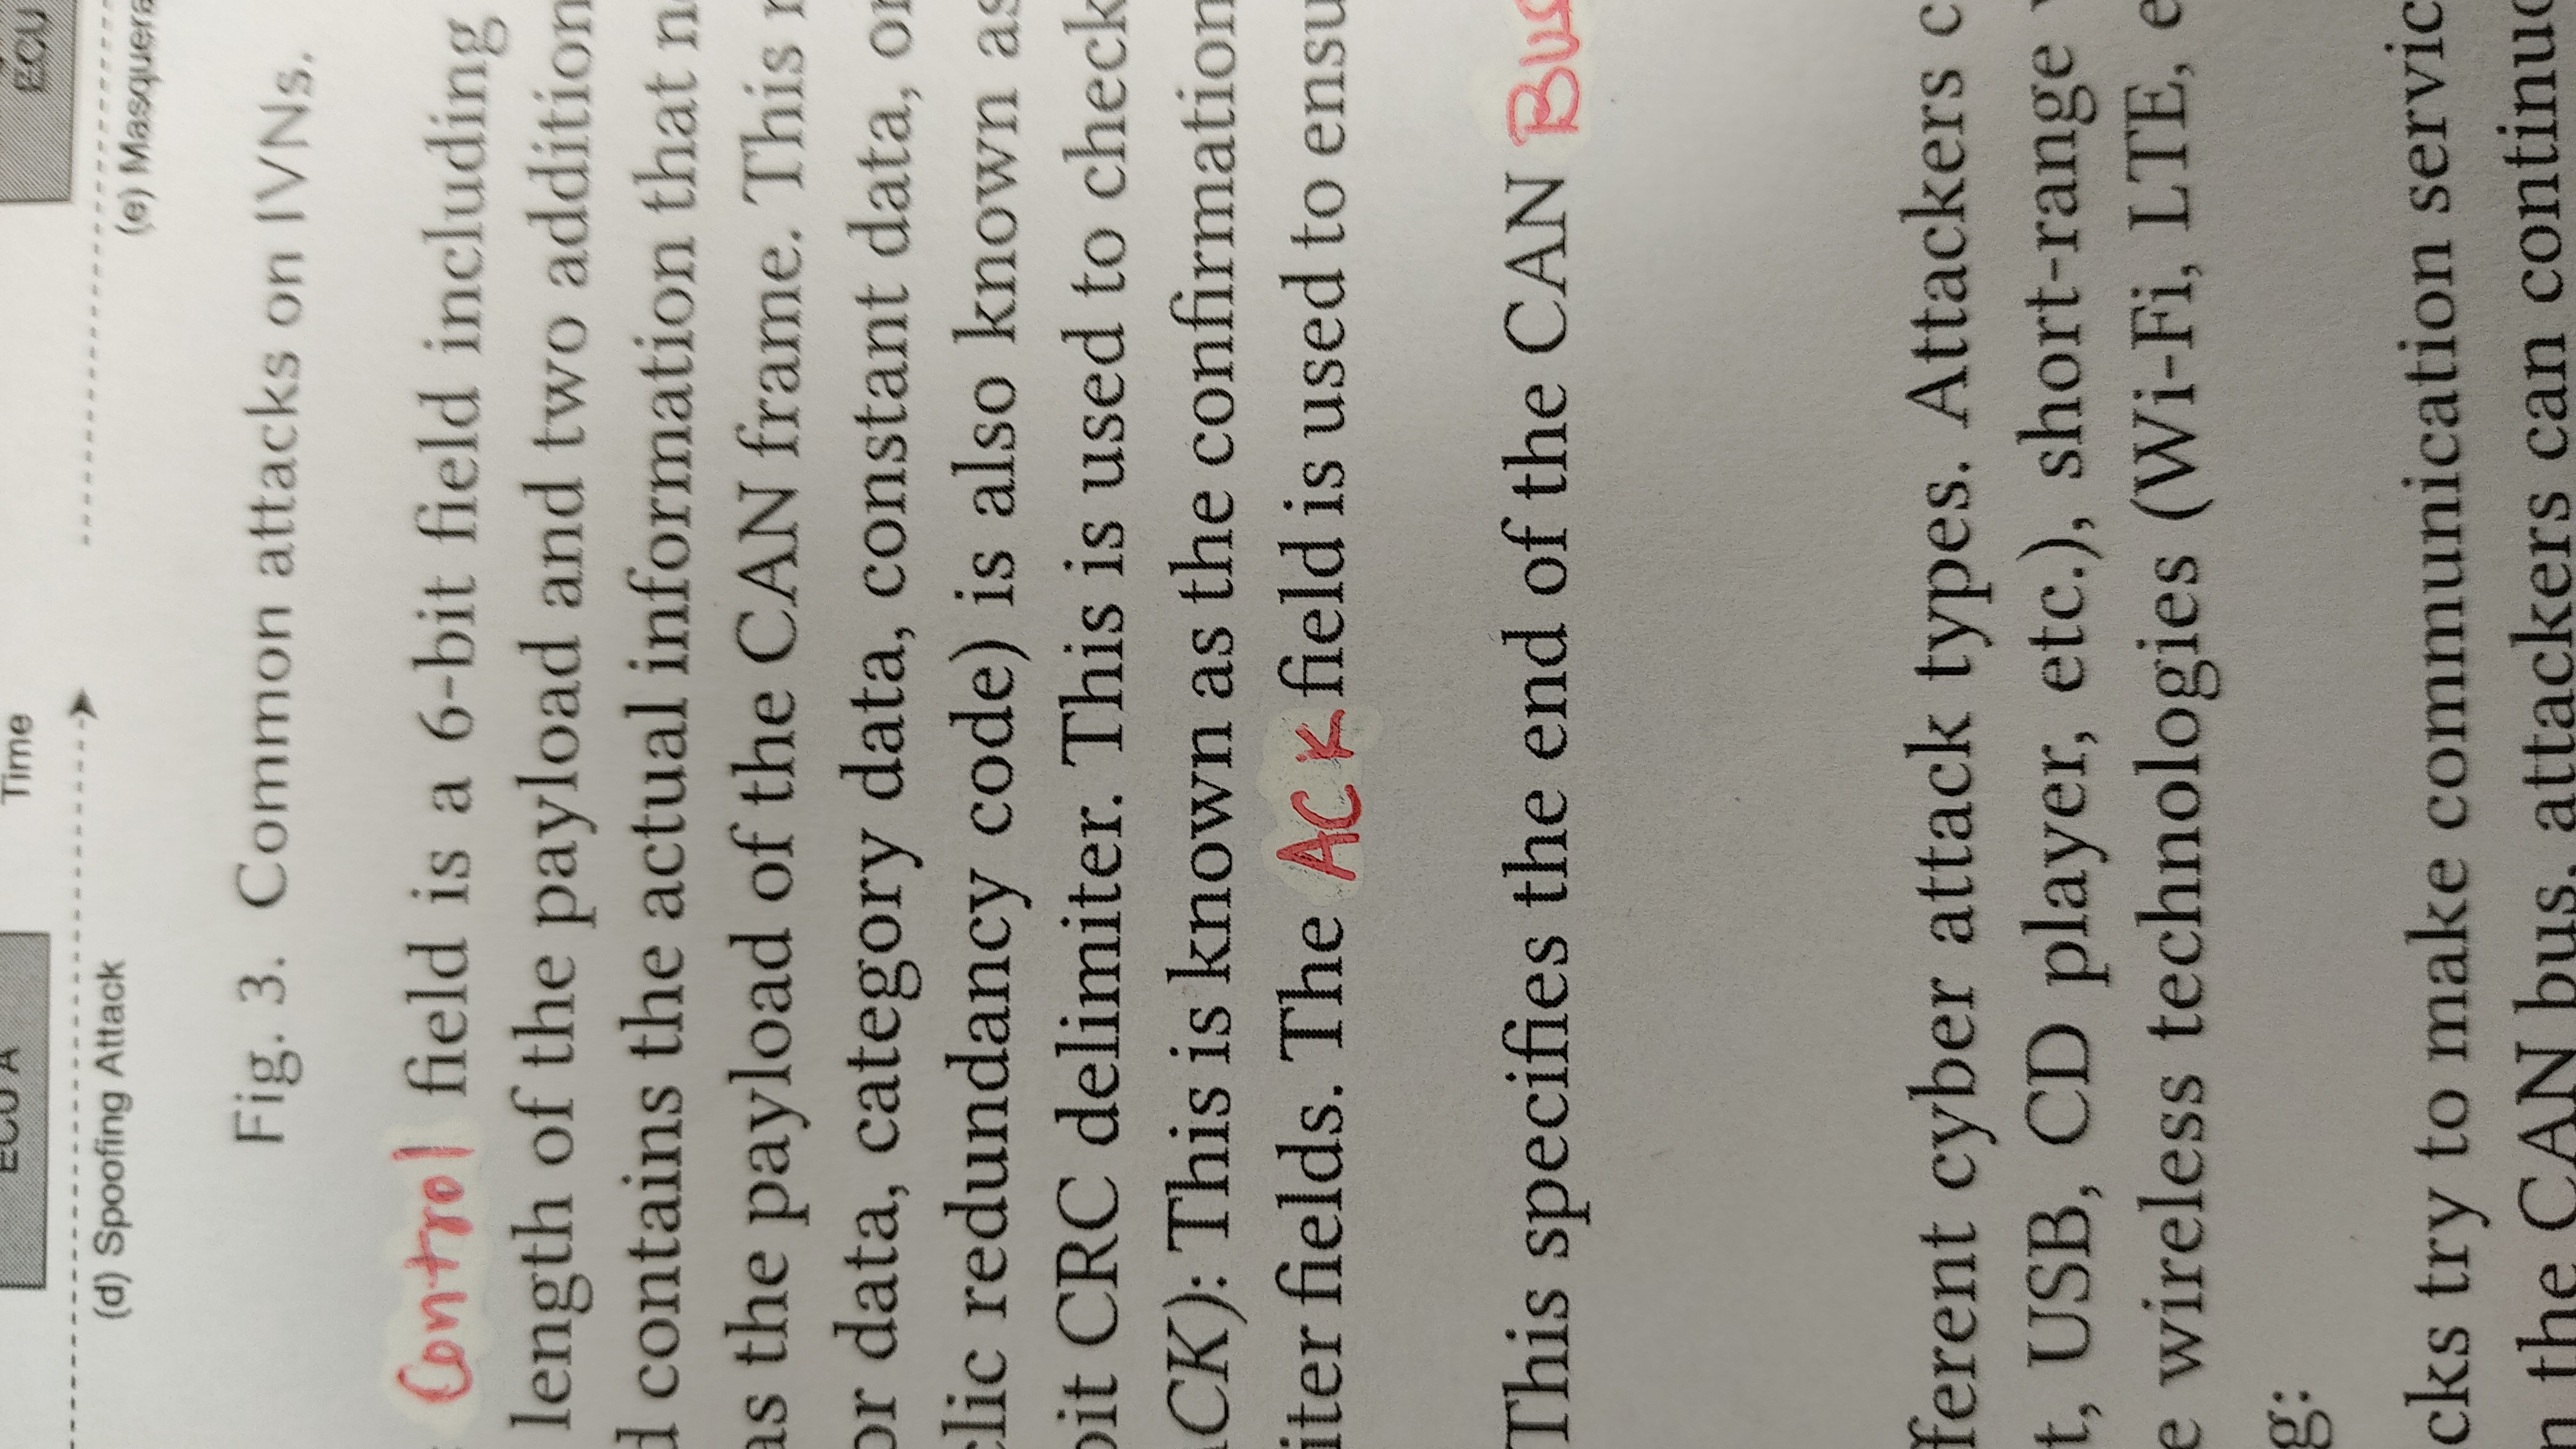 ECU A Time ECU
(d) Spoofing Attack
(e) Masquera
Fig. 3. Common attacks on IVNs.
Control field is a 6-bit field including
length of the payload and two addition
d contains the actual information that n
as the payload of the CAN frame. This
or data, category data, constant data, or
clic redundancy code) is also known as
bit CRC delimiter. This is used to check
ACK): This is known as the confirmation
iter fields. The ACK field is used to ensu
This specifies the end of the CAN Bus
fferent cyber attack types. Attackers c
t, USB, CD player, etc.), short-range
e wireless technologies (Wi-Fi, LTE, e
g:
cks try to make communication servic
n the CAN bus, attackers can continuo